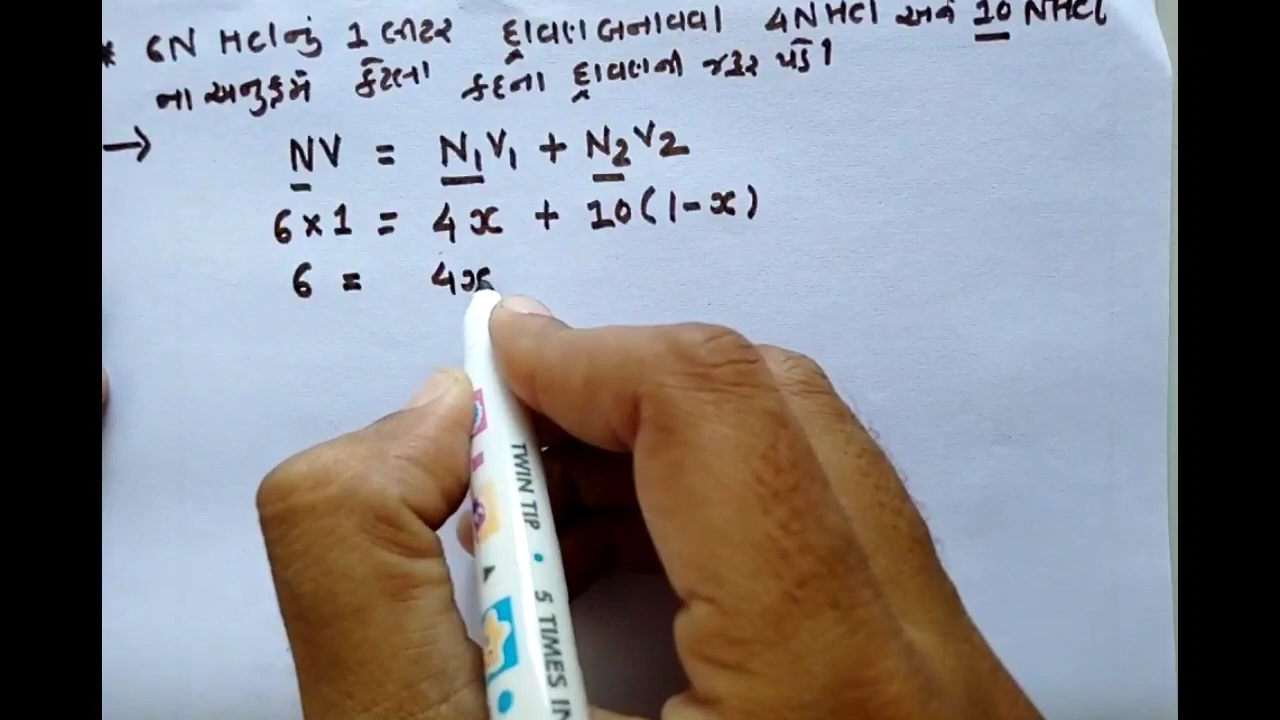 * 6N HClનું 1 લીટર દ્રાવણ બનાવવા 4N HCl અને 10 N HCl
ના અનુક્રમે કેટલા કદના દ્રાવણની જરૂર પડે ?
→ NV = N₁V₁ + N₂V₂
6 × 1 = 4x + 10(1-x)
6 = 4x
TWIN TIP • 5 TIMES IN